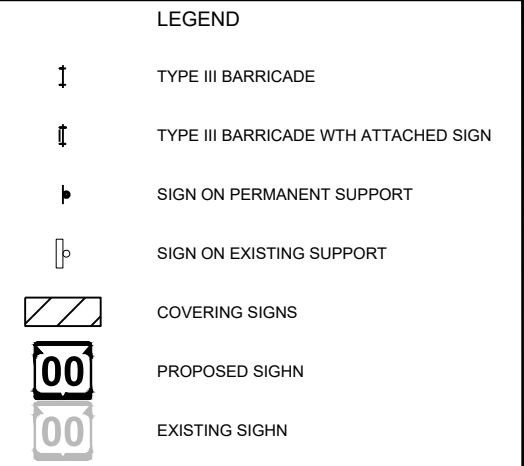 LEGEND
TYPE III BARRICADE
TYPE III BARRICADE WTH ATTACHED SIGN
SIGN ON PERMANENT SUPPORT
SIGN ON EXISTING SUPPORT
COVERING SIGNS
00 PROPOSED SIGHN
00 EXISTING SIGHN